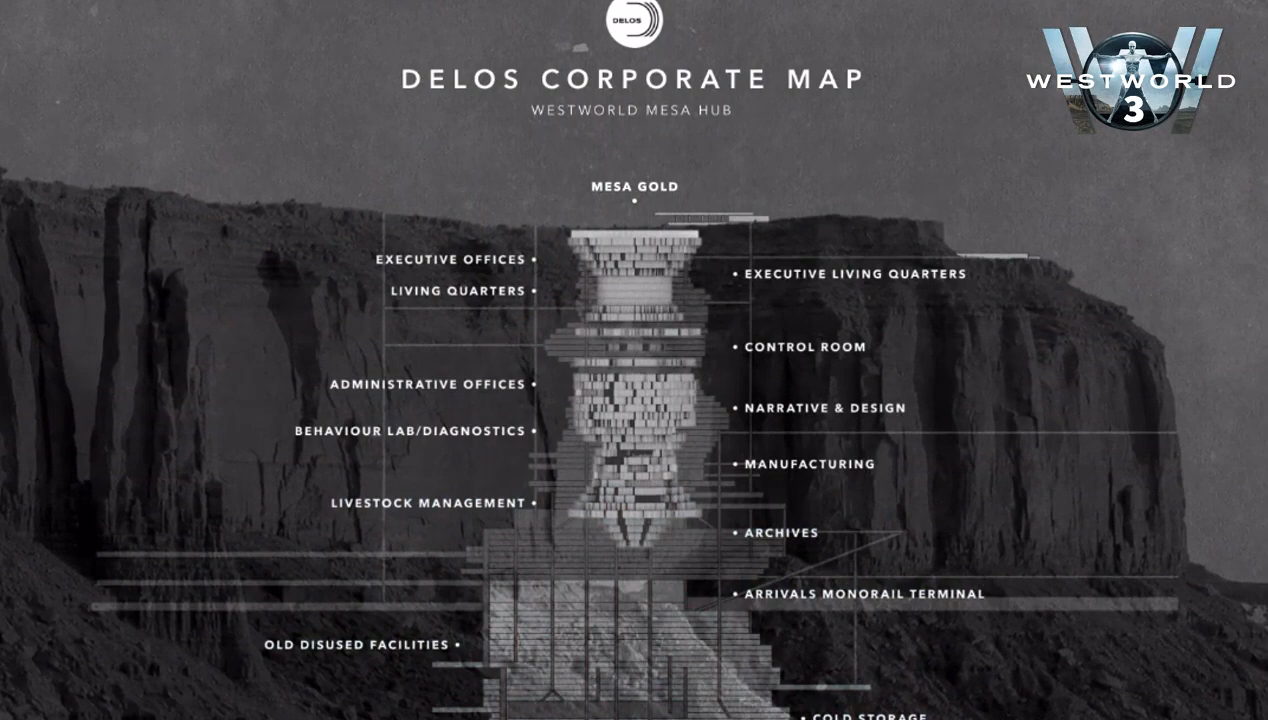 DELOS
DELOS CORPORATE MAP
WESTWORLD MESA HUB
WESTWORLD
3
MESA GOLD
EXECUTIVE OFFICES
EXECUTIVE LIVING QUARTERS
LIVING QUARTERS
CONTROL ROOM
ADMINISTRATIVE OFFICES
NARRATIVE & DESIGN
BEHAVIOUR LAB/DIAGNOSTICS
MANUFACTURING
LIVESTOCK MANAGEMENT
ARCHIVES
ARRIVALS MONORAIL TERMINAL
OLD DISUSED FACILITIES
COLD STORAGE